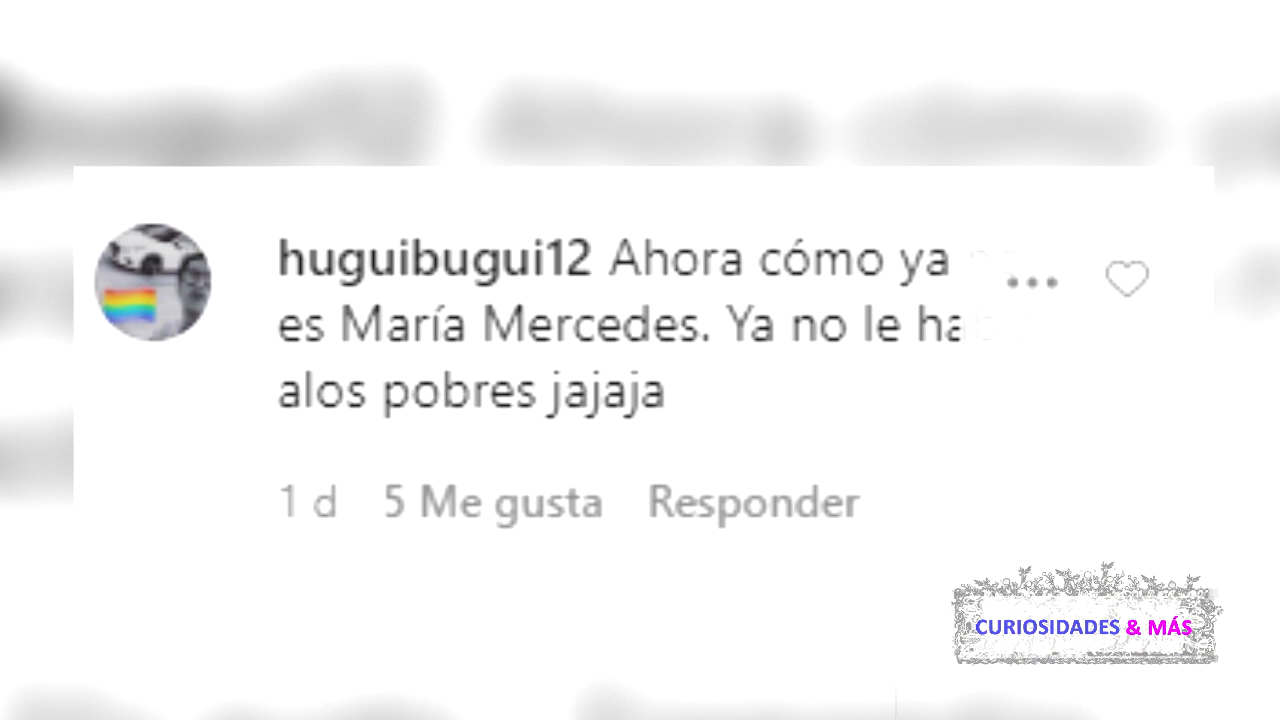 huguibugui12 Ahora cómo ya
es María Mercedes. Ya no le
alos pobres jajaja
1 d 5 Me gusta Responder
CURIOSIDADES & MÁS